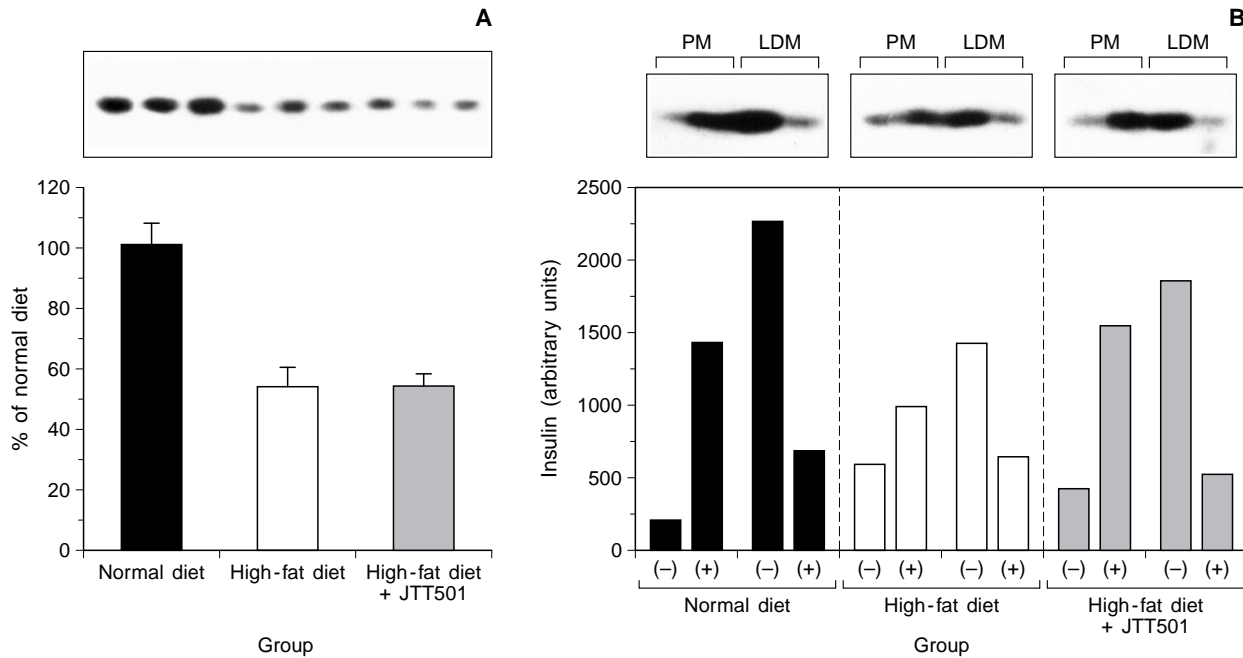 A
120
100
80
60
40
20
0
% of normal diet
Normal diet
High-fat diet
High-fat diet
+ JTT501
Group
B
PM LDM PM LDM PM LDM
2500
2000
1500
1000
500
0
Insulin (arbitrary units)
(–) (+) (–) (+) (–) (+) (–) (+) (–) (+) (–) (+)
Normal diet
High-fat diet
High-fat diet
+ JTT501
Group